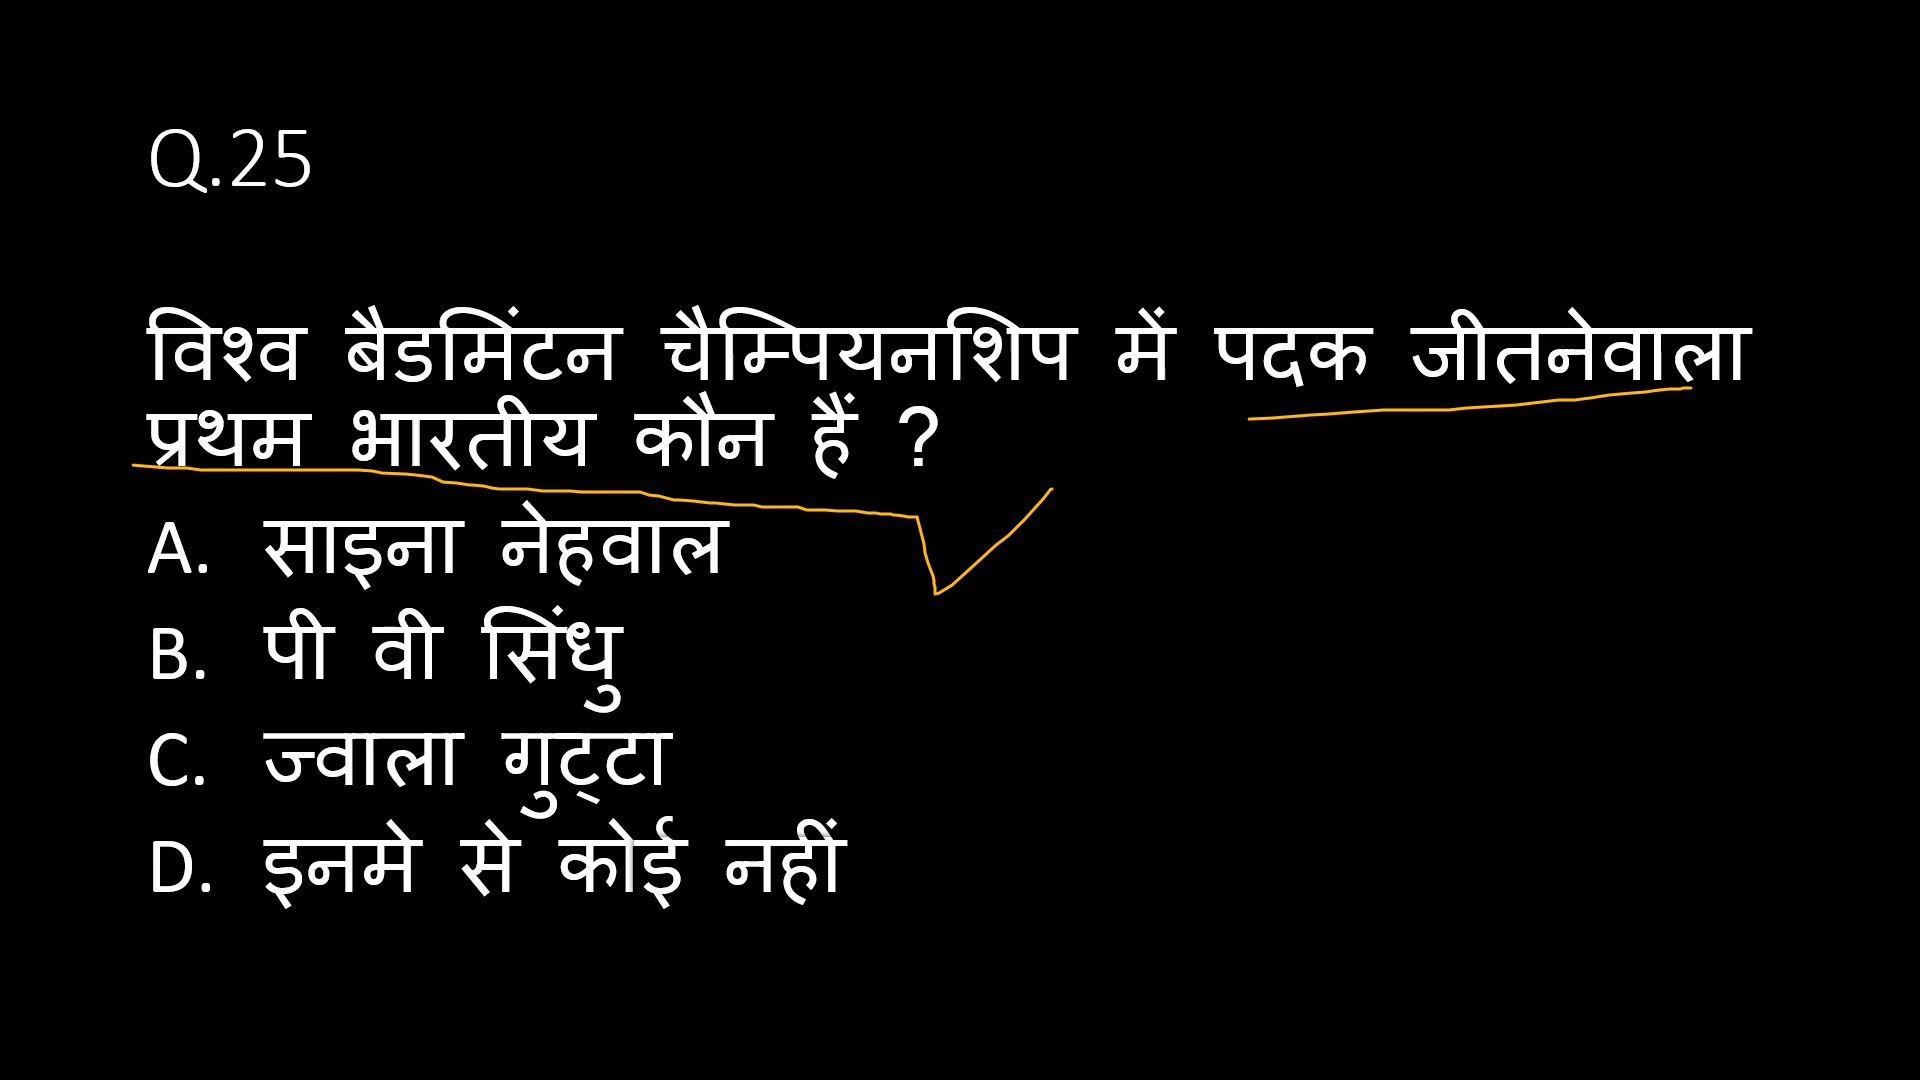 Q.25
विश्व बैडमिंटन चैम्पियनशिप में पदक जीतनेवाला
प्रथम भारतीय कौन हैं ?
A. साइना नेहवाल
B. पी वी सिंधु
C. ज्वाला गुट्टा
D. इनमे से कोई नहीं